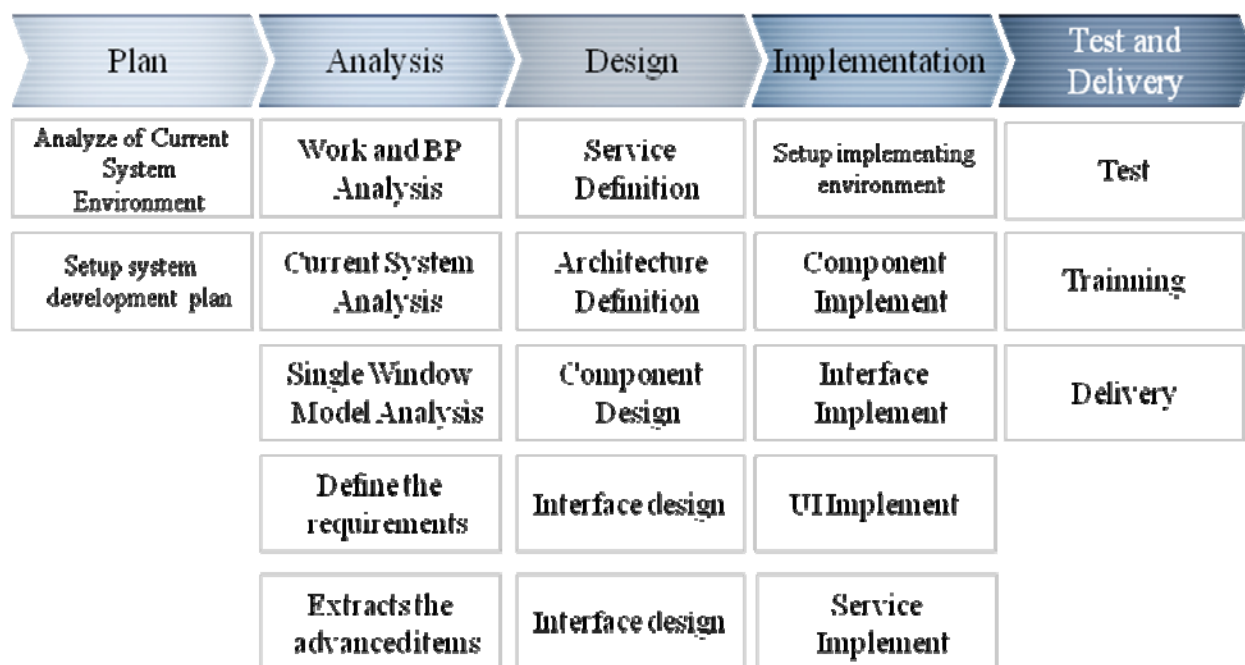 Plan
Analysis
Design
Implementation
Test and
Delivery
Analyze of Current
System
Environment
Setup system
development plan
Work and BP
Analysis
Current System
Analysis
Single Window
Model Analysis
Define the
requirements
Extracts the
advanced items
Service
Definition
Architecture
Definition
Component
Design
Interface design
Interface design
Setup implementing
environment
Component
Implement
Interface
Implement
UI Implement
Service
Implement
Test
Trainning
Delivery